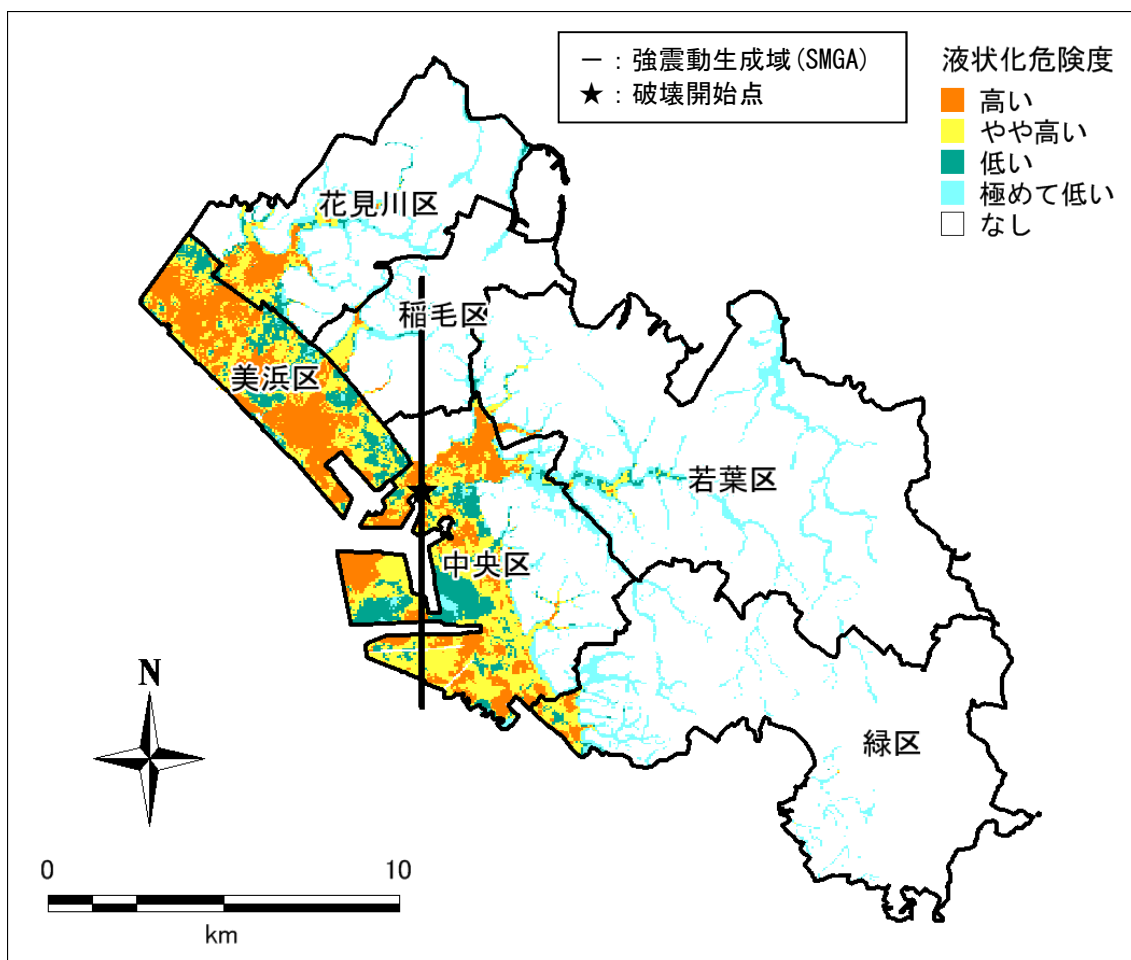 －：強震動生成域(SMGA)
★：破壊開始点
液状化危険度
高い
やや高い
低い
極めて低い
なし
花見川区
稲毛区
美浜区
若葉区
中央区
緑区
N
0 10
km